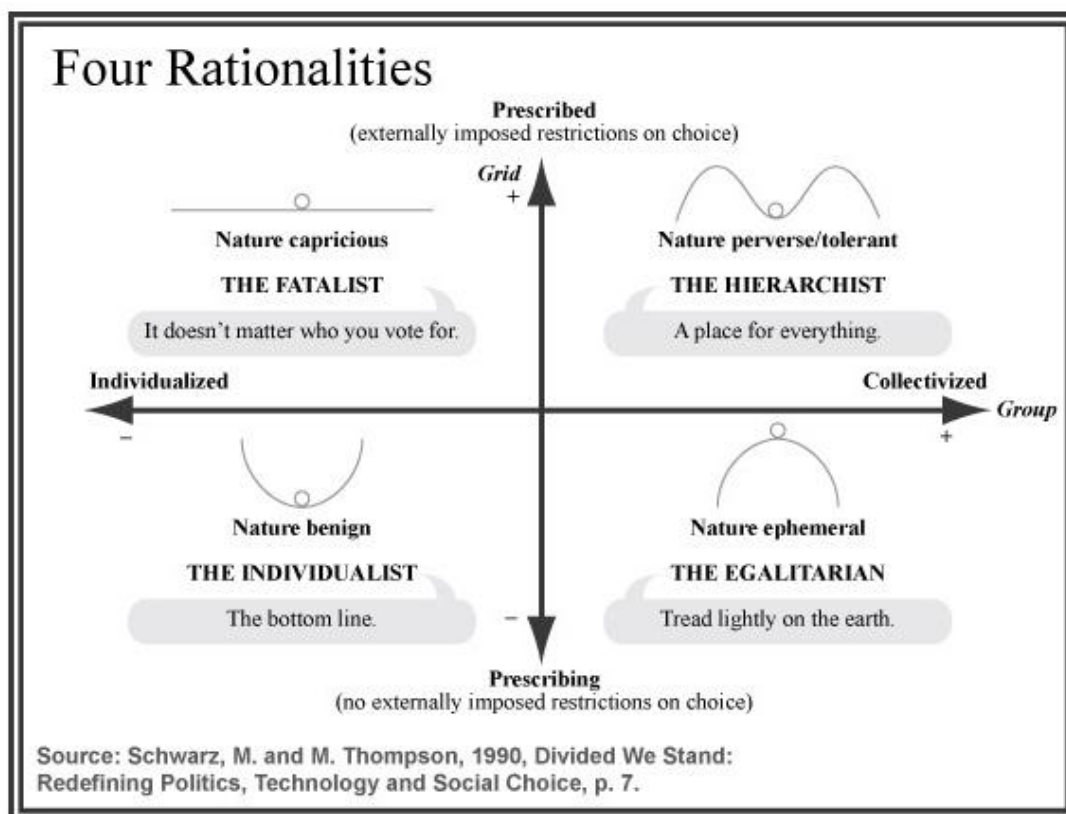 Four Rationalities
Prescribed
(externally imposed restrictions on choice)
Grid
+
Nature capricious
THE FATALIST
It doesn't matter who you vote for.
Nature perverse/tolerant
THE HIERARCHIST
A place for everything.
Individualized
Collectivized
Group
–
+
Nature benign
THE INDIVIDUALIST
The bottom line.
Nature ephemeral
THE EGALITARIAN
Tread lightly on the earth.
–
Prescribing
(no externally imposed restrictions on choice)
Source: Schwarz, M. and M. Thompson, 1990, Divided We Stand:
Redefining Politics, Technology and Social Choice, p. 7.